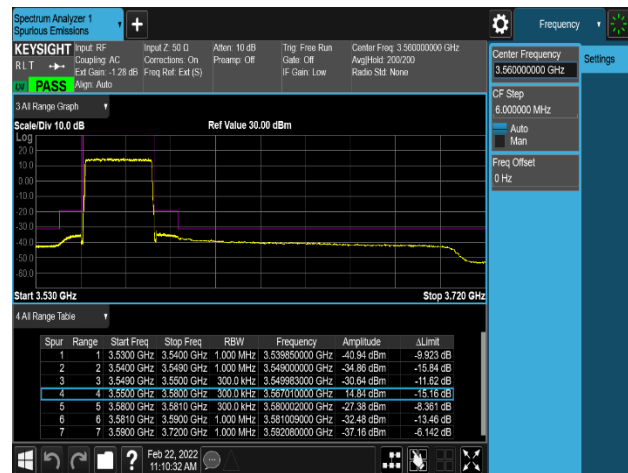 Spectrum Analyzer 1
Spurious Emissions
Frequency
KEYSIGHT Input: RF Input Z: 50 Ω Atten: 10 dB Trig: Free Run Center Freq: 3.560000000 GHz
RLT Coupling: AC Corrections: On Preamp: Off Gate: Off Avg|Hold: 200/200
Ext Gain: -1.28 dB Freq Ref: Ext (S) IF Gain: Low Radio Std: None
PASS Align: Auto
Center Frequency
3.560000000 GHz
Settings
CF Step
6.000000 MHz
Auto
Man
Freq Offset
0 Hz
3 All Range Graph
Scale/Div 10.0 dB Ref Value 30.00 dBm
Log
20.0
10.0
0.00
-10.0
-20.0
-30.0
-40.0
-50.0
-60.0
Start 3.530 GHz Stop 3.720 GHz
4 All Range Table
Spur Range Start Freq Stop Freq RBW Frequency Amplitude ΔLimit
1 1 3.5300 GHz 3.5400 GHz 1.000 MHz 3.539850000 GHz -40.94 dBm -9.923 dB
2 2 3.5400 GHz 3.5490 GHz 1.000 MHz 3.549000000 GHz -34.86 dBm -15.84 dB
3 3 3.5490 GHz 3.5500 GHz 300.0 kHz 3.549983000 GHz -30.64 dBm -11.62 dB
4 4 3.5500 GHz 3.5800 GHz 300.0 kHz 3.567010000 GHz 14.84 dBm -15.16 dB
5 5 3.5800 GHz 3.5810 GHz 300.0 kHz 3.580002000 GHz -27.38 dBm -8.361 dB
6 6 3.5810 GHz 3.5900 GHz 1.000 MHz 3.581009000 GHz -32.48 dBm -13.46 dB
7 7 3.5900 GHz 3.7200 GHz 1.000 MHz 3.592080000 GHz -37.16 dBm -6.142 dB
Feb 22, 2022
11:10:32 AM